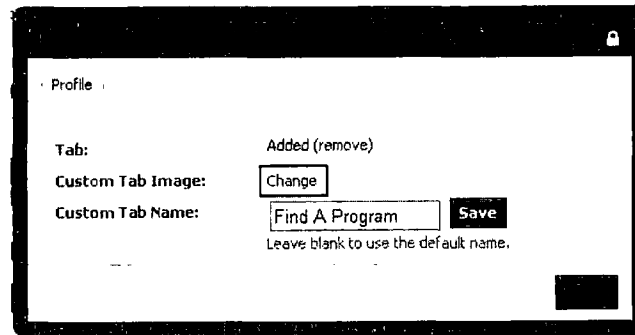 Profile
Tab: Added (remove)
Custom Tab Image: Change
Custom Tab Name: Find A Program Save
Leave blank to use the default name.